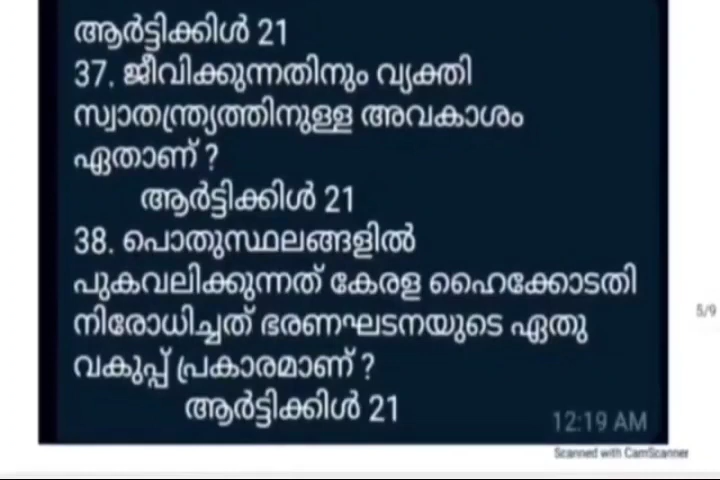 ആർട്ടിക്കിൾ 21
37. ജീവിക്കുന്നതിനും വ്യക്തി
സ്വാതന്ത്ര്യത്തിനുള്ള അവകാശം
ഏതാണ് ?
ആർട്ടിക്കിൾ 21
38. പൊതുസ്ഥലങ്ങളിൽ
പുകവലിക്കുന്നത് കേരള ഹൈക്കോടതി
നിരോധിച്ചത് ഭരണഘടനയുടെ ഏതു
വകുപ്പ് പ്രകാരമാണ് ?
ആർട്ടിക്കിൾ 21
12:19 AM
5/9
Scanned with CamScanner